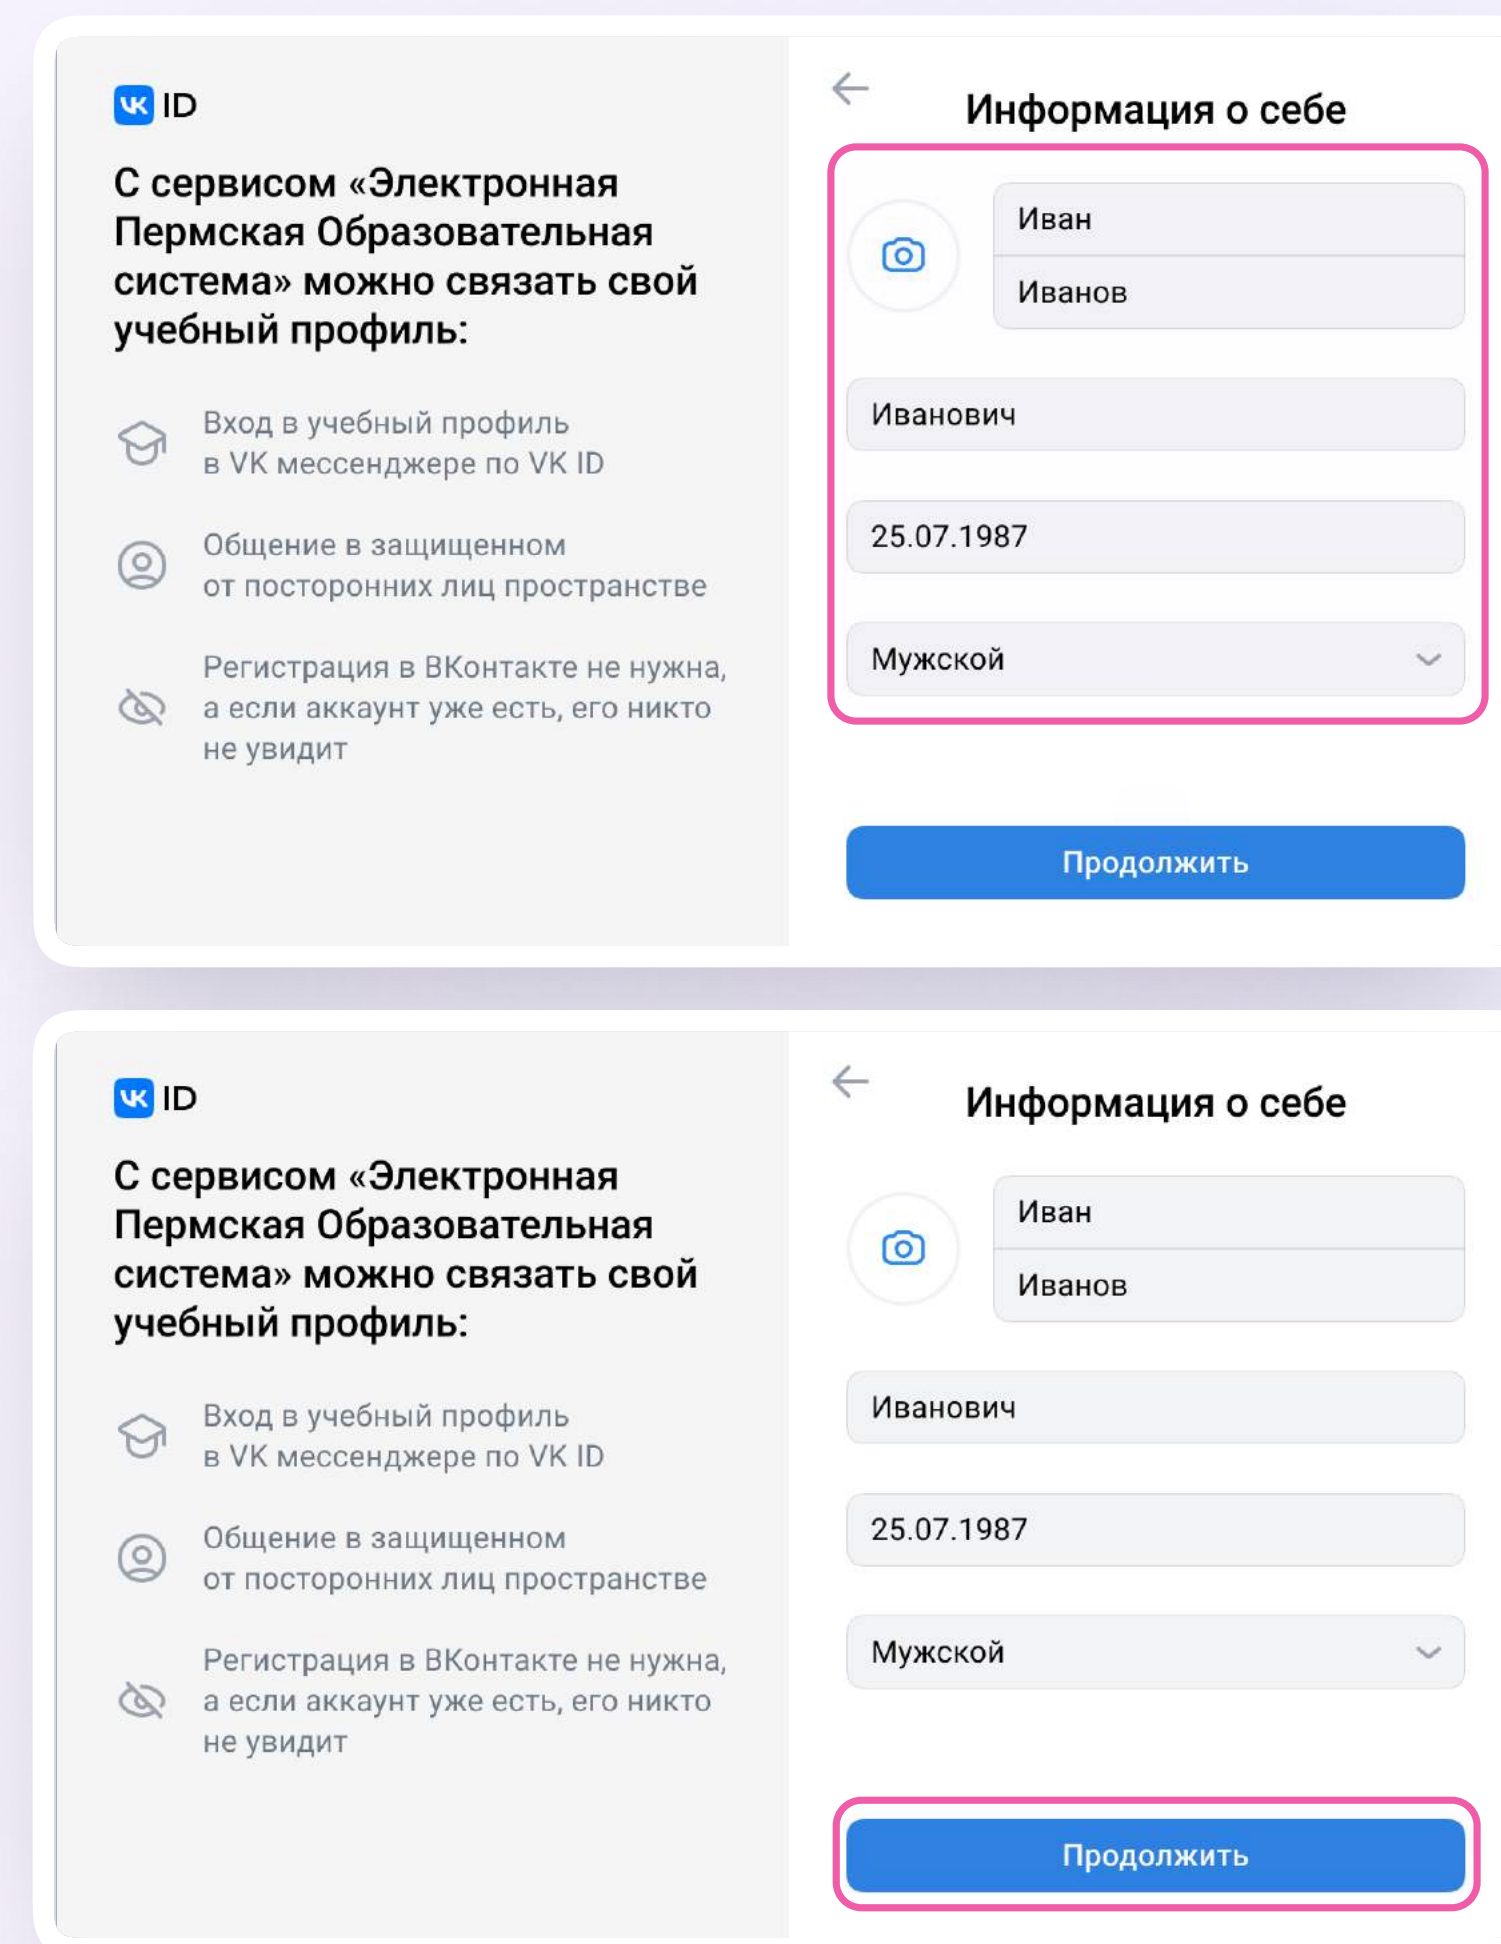 VK ID
С сервисом «Электронная
Пермская Образовательная
система» можно связать свой
учебный профиль:
Вход в учебный профиль
в VK мессенджере по VK ID
Общение в защищенном
от посторонних лиц пространстве
Регистрация в ВКонтакте не нужна,
а если аккаунт уже есть, его никто
не увидит
Информация о себе
Иван
Иванов
Иванович
25.07.1987
Мужской
Продолжить
VK ID
С сервисом «Электронная
Пермская Образовательная
система» можно связать свой
учебный профиль:
Вход в учебный профиль
в VK мессенджере по VK ID
Общение в защищенном
от посторонних лиц пространстве
Регистрация в ВКонтакте не нужна,
а если аккаунт уже есть, его никто
не увидит
Информация о себе
Иван
Иванов
Иванович
25.07.1987
Мужской
Продолжить